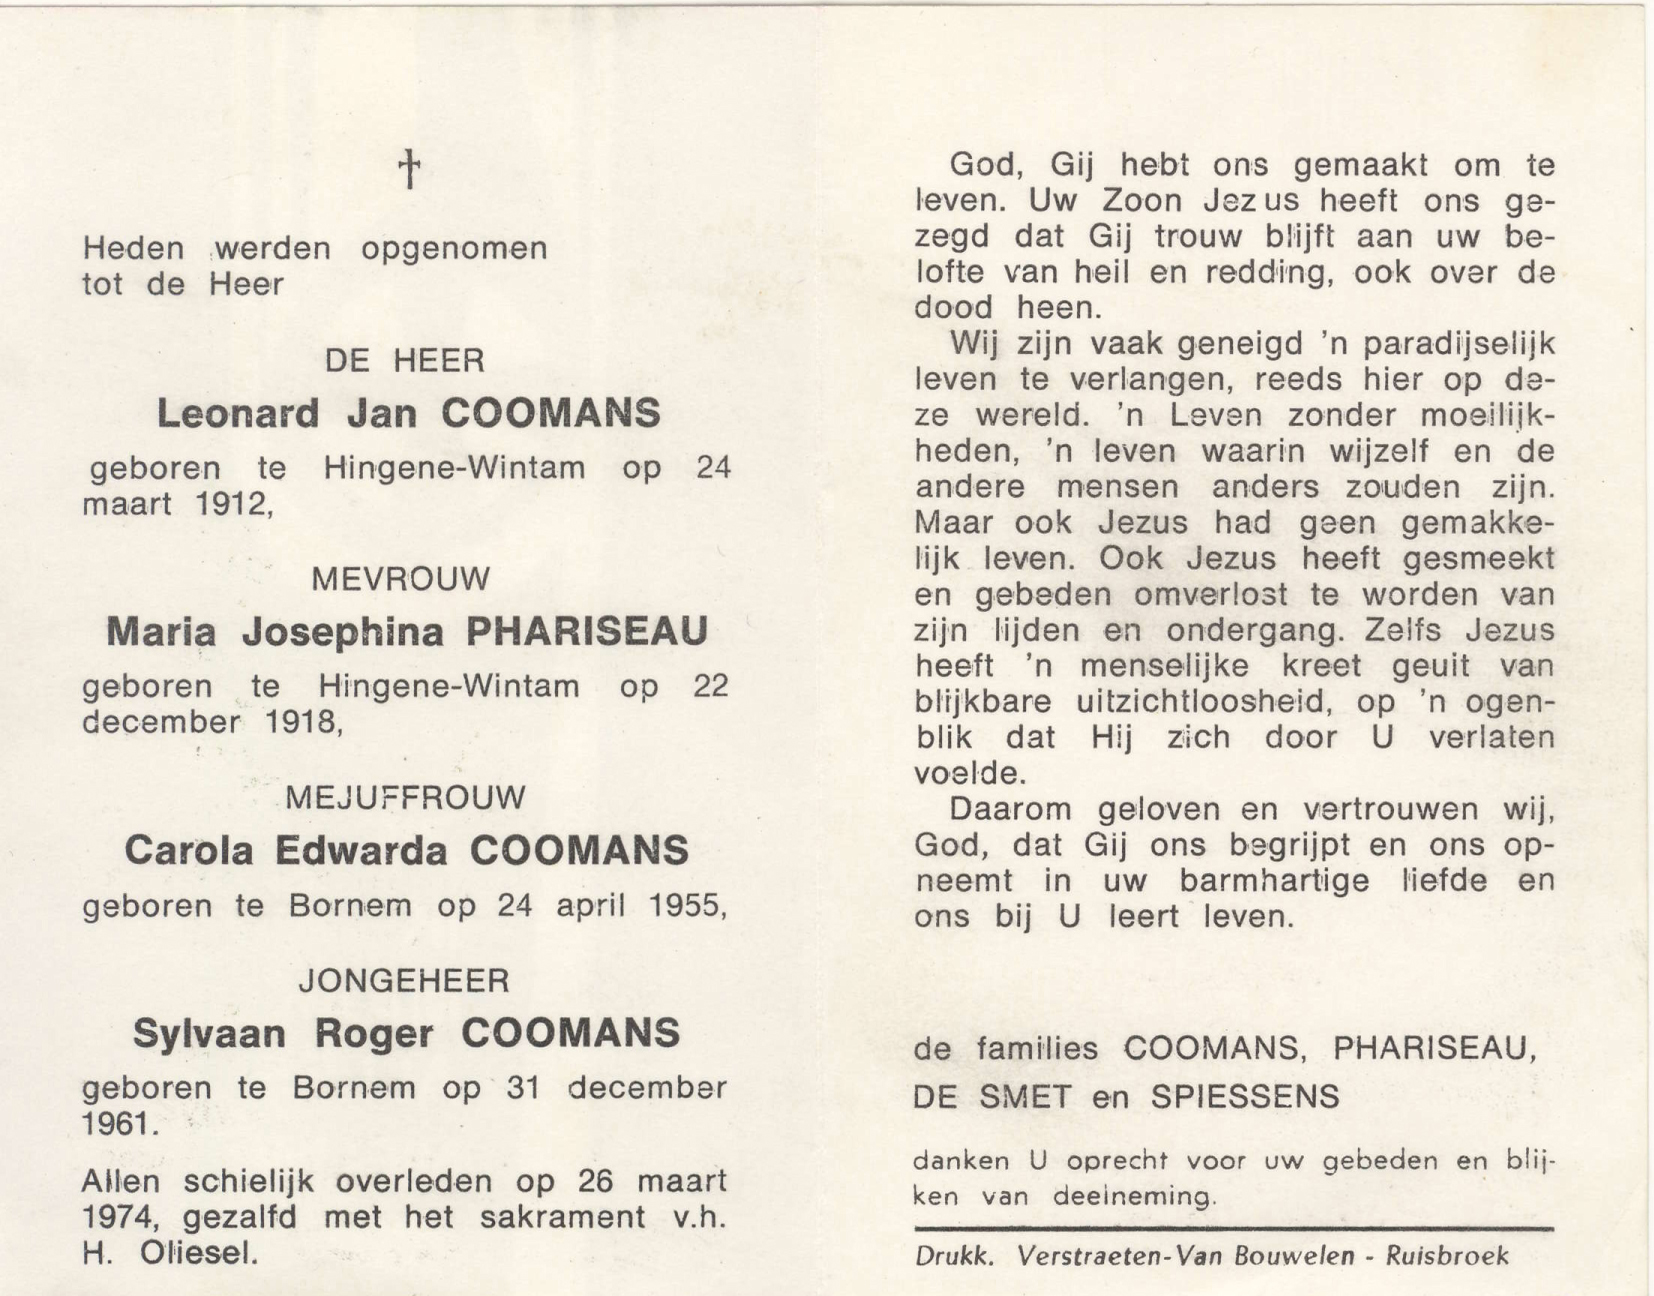 †
Heden werden opgenomen
tot de Heer
DE HEER
Leonard Jan COOMANS
geboren te Hingene-Wintam op 24
maart 1912,
MEVROUW
Maria Josephina PHARISEAU
geboren te Hingene-Wintam op 22
december 1918,
MEJUFFROUW
Carola Edwarda COOMANS
geboren te Bornem op 24 april 1955,
JONGEHEER
Sylvaan Roger COOMANS
geboren te Bornem op 31 december
1961.
Allen schielijk overleden op 26 maart
1974, gezalfd met het sakrament v.h.
H. Oliesel.
God, Gij hebt ons gemaakt om te
leven. Uw Zoon Jezus heeft ons ge-
zegd dat Gij trouw blijft aan uw be-
lofte van heil en redding, ook over de
dood heen.
Wij zijn vaak geneigd 'n paradijselijk
leven te verlangen, reeds hier op de-
ze wereld. 'n Leven zonder moeilijk-
heden, 'n leven waarin wijzelf en de
andere mensen anders zouden zijn.
Maar ook Jezus had geen gemakke-
lijk leven. Ook Jezus heeft gesmeekt
en gebeden omverlost te worden van
zijn lijden en ondergang. Zelfs Jezus
heeft 'n menselijke kreet geuit van
blijkbare uitzichtloosheid, op 'n ogen-
blik dat Hij zich door U verlaten
voelde.
Daarom geloven en vertrouwen wij,
God, dat Gij ons begrijpt en ons op-
neemt in uw barmhartige liefde en
ons bij U leert leven.
de families COOMANS, PHARISEAU,
DE SMET en SPIESSENS
danken U oprecht voor uw gebeden en blij-
ken van deelneming.
Drukk. Verstraeten-Van Bouwelen - Ruisbroek